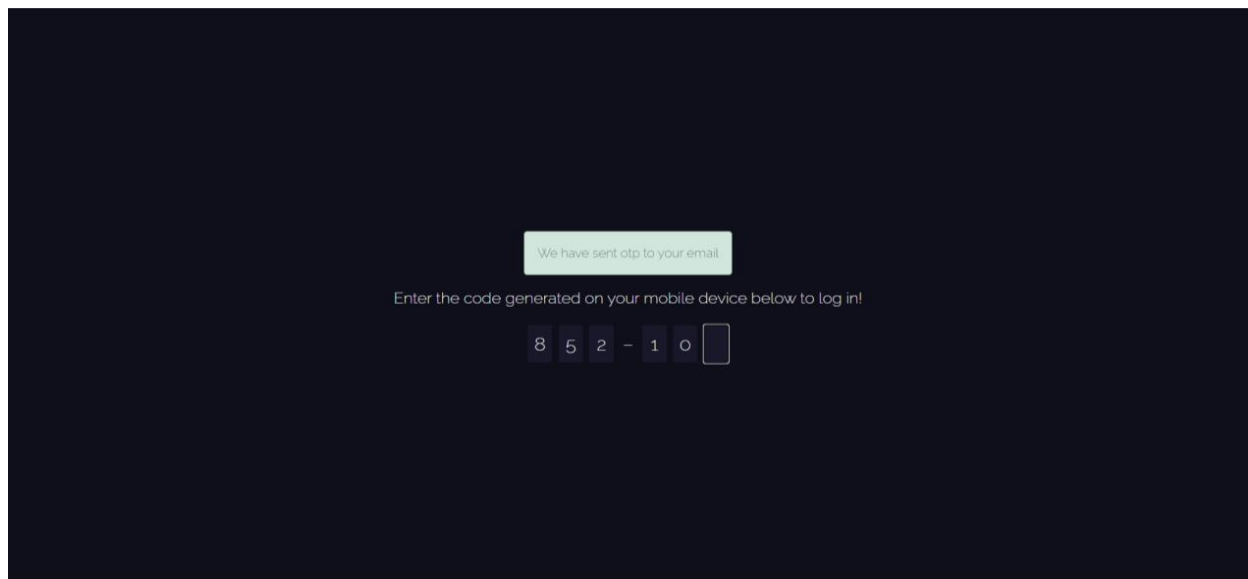 We have sent otp to your email
Enter the code generated on your mobile device below to log in!
8 5 2 – 1 0